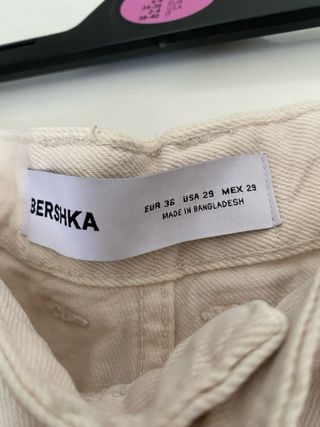 BERSHKA
EUR 36 USA 29 MEX 29
MADE IN BANGLADESH